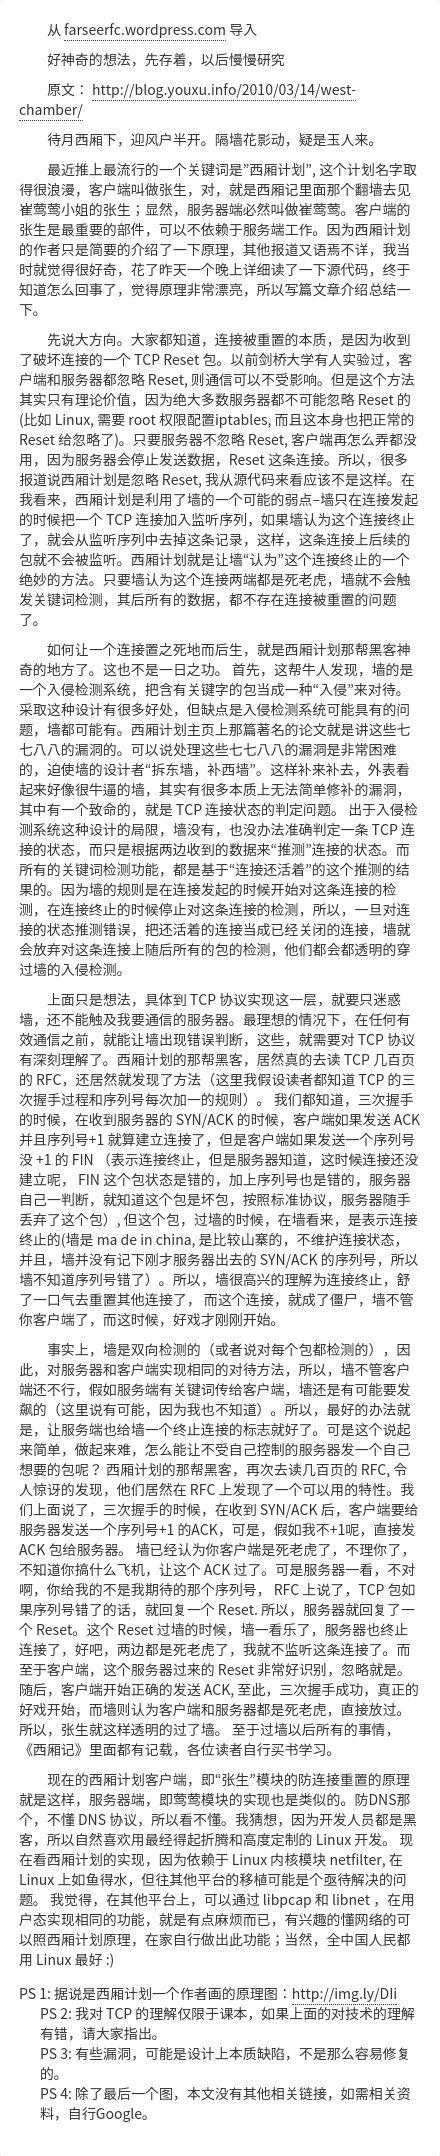 从 farseerfc.wordpress.com 导入
好神奇的想法，先存着，以后慢慢研究
原文： http://blog.youxu.info/2010/03/14/west-
chamber/
待月西厢下，迎风户半开。隔墙花影动，疑是玉人来。
最近推上最流行的一个关键词是”西厢计划”, 这个计划名字取
得很浪漫，客户端叫做张生，对，就是西厢记里面那个翻墙去见
崔莺莺小姐的张生；显然，服务器端必然叫做崔莺莺。客户端的
张生是最重要的部件，可以不依赖于服务端工作。因为西厢计划
的作者只是简要的介绍了一下原理，其他报道又语焉不详，我当
时就觉得很好奇，花了昨天一个晚上详细读了一下源代码，终于
知道怎么回事了，觉得原理非常漂亮，所以写篇文章介绍总结一
下。
先说大方向。大家都知道，连接被重置的本质，是因为收到
了破坏连接的一个 TCP Reset 包。以前剑桥大学有人实验过，客
户端和服务器都忽略 Reset, 则通信可以不受影响。但是这个方法
其实只有理论价值，因为绝大多数服务器都不可能忽略 Reset 的
(比如 Linux, 需要 root 权限配置iptables, 而且这本身也把正常的
Reset 给忽略了)。只要服务器不忽略 Reset, 客户端再怎么弄都没
用，因为服务器会停止发送数据，Reset 这条连接。所以，很多
报道说西厢计划是忽略 Reset, 我从源代码来看应该不是这样。在
我看来，西厢计划是利用了墙的一个可能的弱点–墙只在连接发起
的时候把一个 TCP 连接加入监听序列，如果墙认为这个连接终止
了，就会从监听序列中去掉这条记录，这样，这条连接上后续的
包就不会被监听。西厢计划就是让墙“认为”这个连接终止的一个
绝妙的方法。只要墙认为这个连接两端都是死老虎，墙就不会触
发关键词检测，其后所有的数据，都不存在连接被重置的问题
了。
如何让一个连接置之死地而后生，就是西厢计划那帮黑客神
奇的地方了。这也不是一日之功。 首先，这帮牛人发现，墙的是
一个入侵检测系统，把含有关键字的包当成一种“入侵”来对待。
采取这种设计有很多好处，但缺点是入侵检测系统可能具有的问
题，墙都可能有。西厢计划主页上那篇著名的论文就是讲这些七
七八八的漏洞的。可以说处理这些七七八八的漏洞是非常困难
的，迫使墙的设计者“拆东墙，补西墙”。这样补来补去，外表看
起来好像很牛逼的墙，其实有很多本质上无法简单修补的漏洞，
其中有一个致命的，就是 TCP 连接状态的判定问题。 出于入侵检
测系统这种设计的局限，墙没有，也没办法准确判定一条 TCP 连
接的状态，而只是根据两边收到的数据来“推测”连接的状态。而
所有的关键词检测功能，都是基于“连接还活着”的这个推测的结
果的。因为墙的规则是在连接发起的时候开始对这条连接的检
测，在连接终止的时候停止对这条连接的检测，所以，一旦对连
接的状态推测错误，把还活着的连接当成已经关闭的连接，墙就
会放弃对这条连接上随后所有的包的检测，他们都会都透明的穿
过墙的入侵检测。
上面只是想法，具体到 TCP 协议实现这一层，就要只迷惑
墙，还不能触及我要通信的服务器。最理想的情况下，在任何有
效通信之前，就能让墙出现错误判断，这些，就需要对 TCP 协议
有深刻理解了。西厢计划的那帮黑客，居然真的去读 TCP 几百页
的 RFC，还居然就发现了方法（这里我假设读者都知道 TCP 的三
次握手过程和序列号每次加一的规则）。 我们都知道，三次握手
的时候，在收到服务器的 SYN/ACK 的时候，客户端如果发送 ACK
并且序列号+1 就算建立连接了，但是客户端如果发送一个序列号
没 +1 的 FIN （表示连接终止，但是服务器知道，这时候连接还没
建立呢， FIN 这个包状态是错的，加上序列号也是错的，服务器
自己一判断，就知道这个包是坏包，按照标准协议，服务器随手
丢弃了这个包）, 但这个包，过墙的时候，在墙看来，是表示连接
终止的(墙是 ma de in china, 是比较山寨的，不维护连接状态，
并且，墙并没有记下刚才服务器出去的 SYN/ACK 的序列号，所以
墙不知道序列号错了）。所以，墙很高兴的理解为连接终止，舒
了一口气去重置其他连接了， 而这个连接，就成了僵尸，墙不管
你客户端了，而这时候，好戏才刚刚开始。
事实上，墙是双向检测的（或者说对每个包都检测的），因
此，对服务器和客户端实现相同的对待方法，所以，墙不管客户
端还不行，假如服务端有关键词传给客户端，墙还是有可能要发
飙的（这里说有可能，因为我也不知道）。所以，最好的办法就
是，让服务端也给墙一个终止连接的标志就好了。可是这个说起
来简单，做起来难，怎么能让不受自己控制的服务器发一个自己
想要的包呢？ 西厢计划的那帮黑客，再次去读几百页的 RFC, 令
人惊讶的发现，他们居然在 RFC 上发现了一个可以用的特性。我
们上面说了，三次握手的时候，在收到 SYN/ACK 后，客户端要给
服务器发送一个序列号+1 的ACK，可是，假如我不+1呢，直接发
ACK 包给服务器。 墙已经认为你客户端是死老虎了，不理你了，
不知道你搞什么飞机，让这个 ACK 过了。可是服务器一看，不对
啊，你给我的不是我期待的那个序列号， RFC 上说了，TCP 包如
果序列号错了的话，就回复一个 Reset. 所以，服务器就回复了一
个 Reset。这个 Reset 过墙的时候，墙一看乐了，服务器也终止
连接了，好吧，两边都是死老虎了，我就不监听这条连接了。而
至于客户端，这个服务器过来的 Reset 非常好识别，忽略就是。
随后，客户端开始正确的发送 ACK, 至此，三次握手成功，真正的
好戏开始，而墙则认为客户端和服务器都是死老虎，直接放过。
所以，张生就这样透明的过了墙。 至于过墙以后所有的事情，
《西厢记》里面都有记载，各位读者自行买书学习。
现在的西厢计划客户端，即“张生”模块的防连接重置的原理
就是这样，服务器端，即莺莺模块的实现也是类似的。防DNS那
个，不懂 DNS 协议，所以看不懂。我猜想，因为开发人员都是黑
客，所以自然喜欢用最经得起折腾和高度定制的 Linux 开发。 现
在看西厢计划的实现，因为依赖于 Linux 内核模块 netfilter, 在
Linux 上如鱼得水，但往其他平台的移植可能是个亟待解决的问
题。 我觉得，在其他平台上，可以通过 libpcap 和 libnet ，在用
户态实现相同的功能，就是有点麻烦而已，有兴趣的懂网络的可
以照西厢计划原理，在家自行做出此功能；当然，全中国人民都
用 Linux 最好 :)
PS 1: 据说是西厢计划一个作者画的原理图：http://img.ly/DIi
PS 2: 我对 TCP 的理解仅限于课本，如果上面的对技术的理解
有错，请大家指出。
PS 3: 有些漏洞，可能是设计上本质缺陷，不是那么容易修复
的。
PS 4: 除了最后一个图，本文没有其他相关链接，如需相关资
料，自行Google。